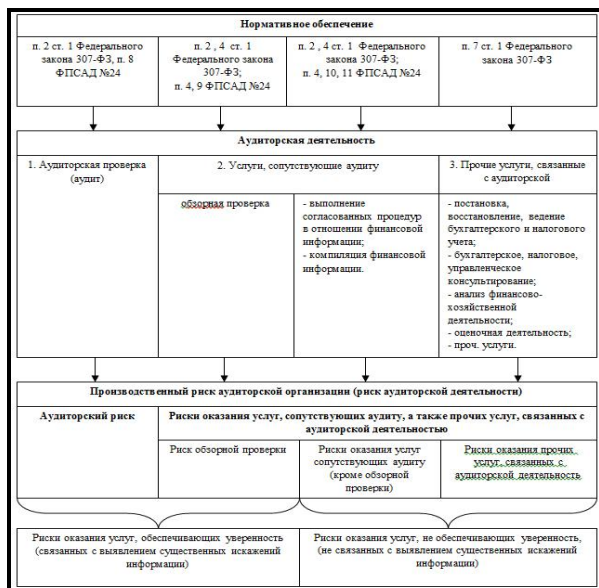 Нормативное обеспечение
п. 2 ст. 1 Федерального
закона 307-ФЗ, п. 8
ФПСАД №24
п. 2 , 4 ст. 1
Федерального закона
307-ФЗ;
п. 4, 9 ФПСАД №24
п. 2 , 4 ст. 1 Федерального
закона 307-ФЗ;
п. 4, 10, 11 ФПСАД №24
п. 7 ст. 1 Федерального
закона 307-ФЗ
Аудиторская деятельность
1. Аудиторская проверка
(аудит)
2. Услуги, сопутствующие аудиту
3. Прочие услуги, связанные
с аудиторской
обзорная проверка
- выполнение
согласованных процедур
в отношении финансовой
информации;
- компиляция финансовой
информации.
- постановка,
восстановление, ведение
бухгалтерского и налогового
учета;
- бухгалтерское, налоговое,
управленческое
консультирование;
- анализ финансово-
хозяйственной
деятельности;
- оценочная деятельность;
- проч. услуги.
Производственный риск аудиторской организации (риск аудиторской деятельности)
Аудиторский риск
Риски оказания услуг, сопутствующих аудиту, а также прочих услуг, связанных с
аудиторской деятельностью
Риск обзорной проверки
Риски оказания услуг
сопутствующих аудиту
(кроме обзорной
проверки)
Риски оказания прочих
услуг, связанных с
аудиторской деятельность
Риски оказания услуг, обеспечивающих уверенность
(связанных с выявлением существенных искажений
информации)
Риски оказания услуг, не обеспечивающих уверенность,
(не связанных с выявлением существенных искажений
информации)